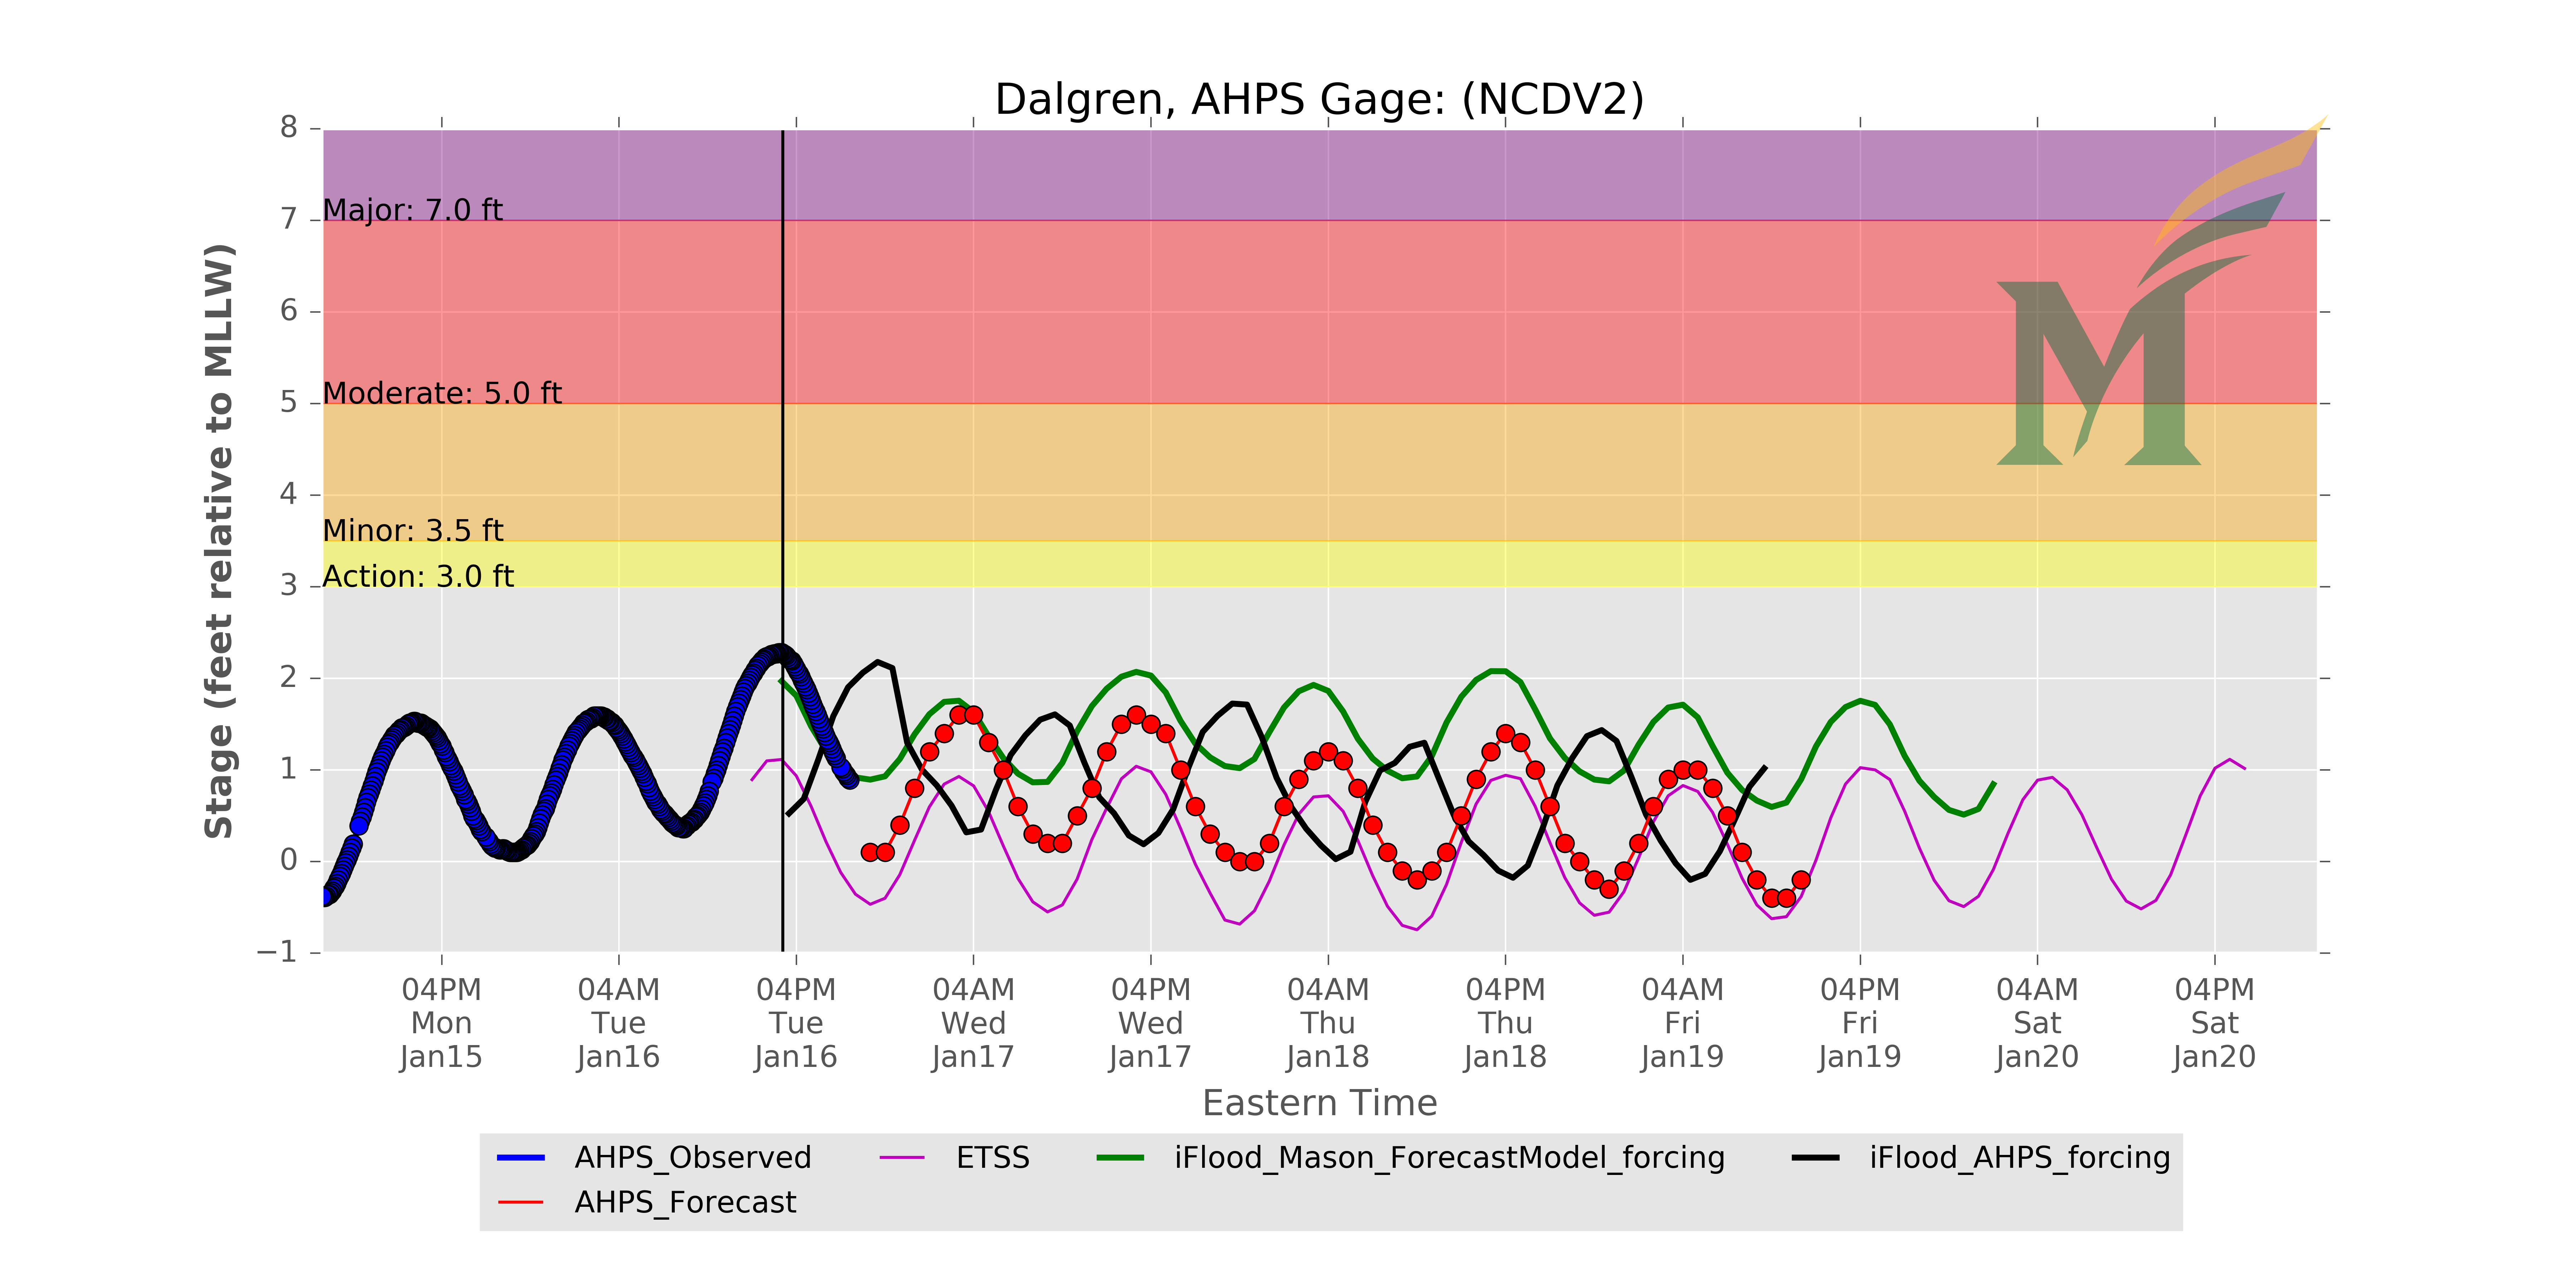 Dalgren, AHPS Gage: (NCDV2)
Stage (feet relative to MLLW)
8
7
6
5
4
3
2
1
0
−1
Major: 7.0 ft
Moderate: 5.0 ft
Minor: 3.5 ft
Action: 3.0 ft
M
04PM 04AM 04PM 04AM 04PM 04AM 04PM 04AM 04PM 04AM 04PM
Mon Tue Tue Wed Wed Thu Thu Fri Fri Sat Sat
Jan15 Jan16 Jan16 Jan17 Jan17 Jan18 Jan18 Jan19 Jan19 Jan20 Jan20
Eastern Time
AHPS_Observed ETSS iFlood_Mason_ForecastModel_forcing iFlood_AHPS_forcing
AHPS_Forecast